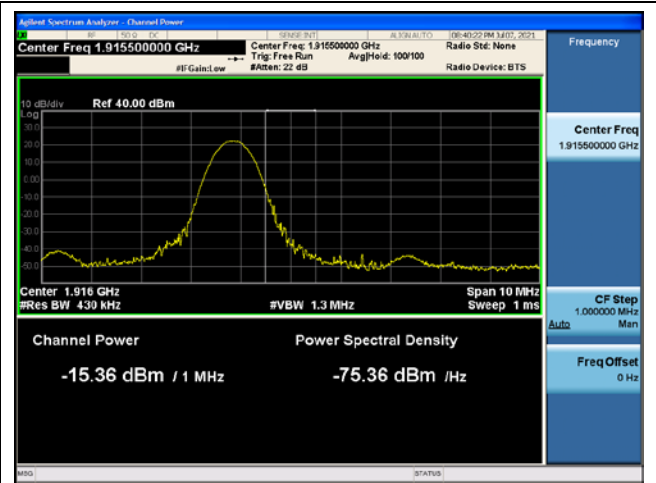 Agilent Spectrum Analyzer - Channel Power
RF 50 Ω DC SENSE:INT ALIGN AUTO 08:40:22 PM Jul 07, 2021
Center Freq 1.915500000 GHz
Center Freq: 1.915500000 GHz
Radio Std: None
Trig: Free Run Avg|Hold: 100/100
#IFGain:Low
#Atten: 22 dB
Radio Device: BTS
Frequency
10 dB/div Ref 40.00 dBm
Log
30.0
20.0
10.0
0.00
-10.0
-20.0
-30.0
-40.0
-50.0
Center Freq
1.915500000 GHz
Center 1.916 GHz
Span 10 MHz
#Res BW 430 kHz
#VBW 1.3 MHz
Sweep 1 ms
CF Step
1.000000 MHz
Auto Man
Channel Power
Power Spectral Density
-15.36 dBm / 1 MHz
-75.36 dBm /Hz
Freq Offset
0 Hz
MSG
STATUS